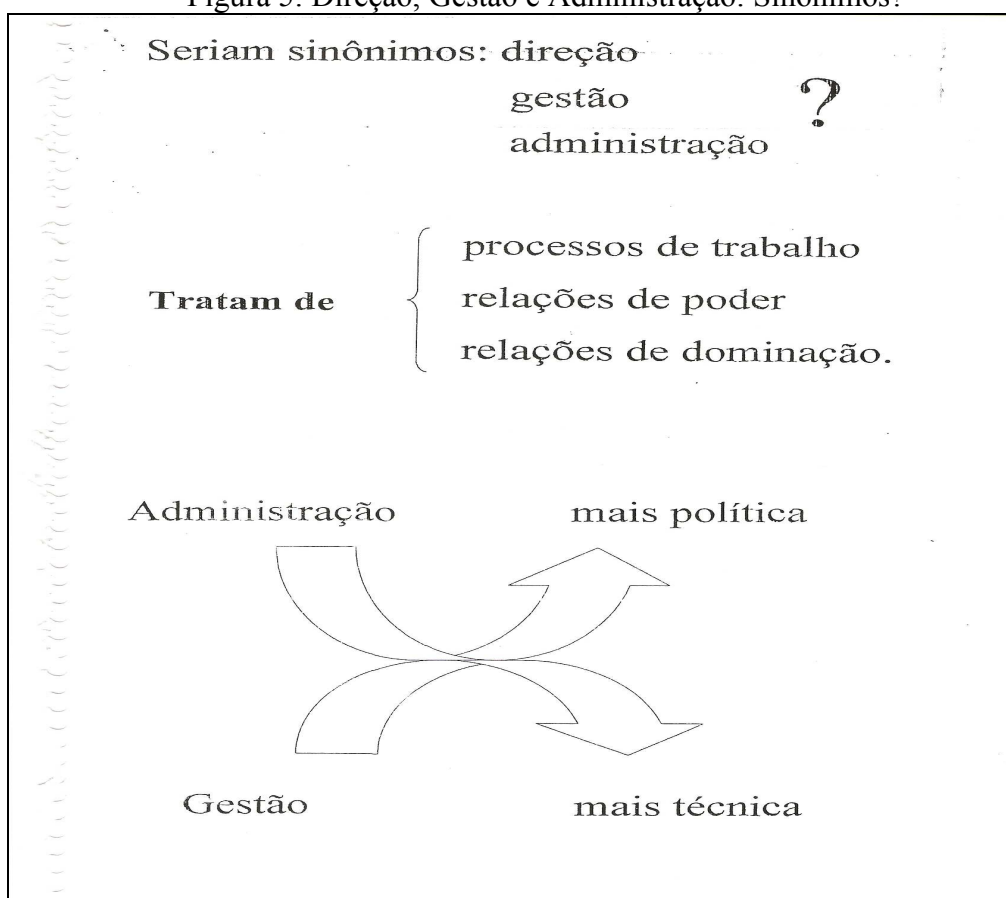 Figura 5: Direção, Gestão e Administração: Sinônimos?
Seriam sinônimos: direção
gestão
administração
?
Tratam de
processos de trabalho
relações de poder
relações de dominação.
Administração
mais política
Gestão
mais técnica